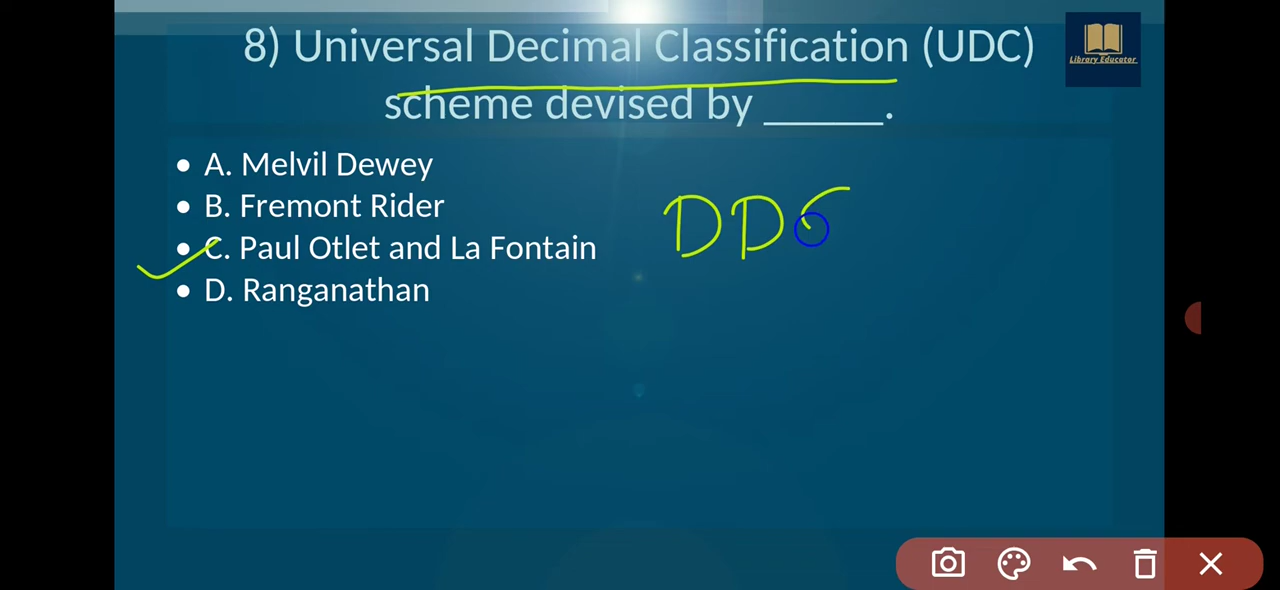 8) Universal Decimal Classification (UDC)
scheme devised by _____.
Library Educator
• A. Melvil Dewey
• B. Fremont Rider
• C. Paul Otlet and La Fontain
• D. Ranganathan
DD